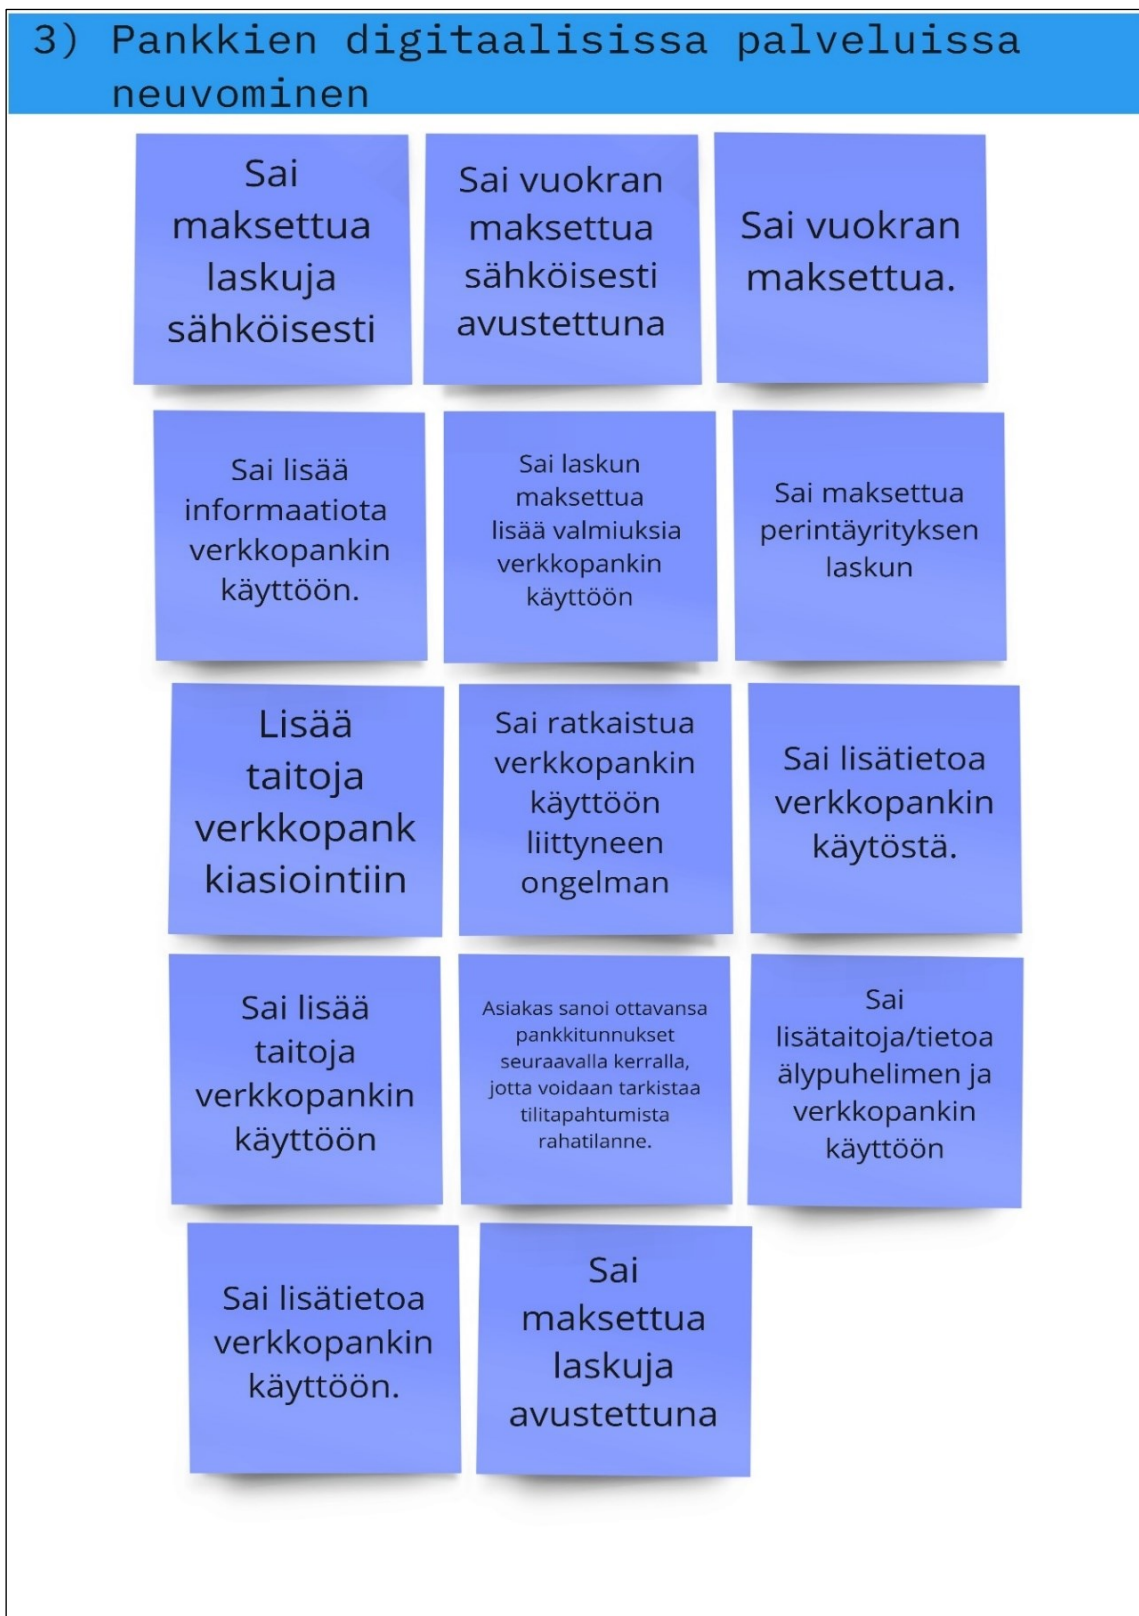 3) Pankkien digitaalisissa palveluissa
neuvominen
Sai
maksettua
laskuja
sähköisesti
Sai vuokran
maksettua
sähköisesti
avustettuna
Sai vuokran
maksettua.
Sai lisää
informaatiota
verkkopankin
käyttöön.
Sai laskun
maksettua
lisää valmiuksia
verkkopankin
käyttöön
Sai maksettua
perintäyrityksen
laskun
Lisää
taitoja
verkkopank
kiasiointiin
Sai ratkaistua
verkkopankin
käyttöön
liittyneen
ongelman
Sai lisätietoa
verkkopankin
käytöstä.
Sai lisää
taitoja
verkkopankin
käyttöön
Asiakas sanoi ottavansa
pankkitunnukset
seuraavalla kerralla,
jotta voidaan tarkistaa
tilitapahtumista
rahatilanne.
Sai
lisätaitoja/tietoa
älypuhelimen ja
verkkopankin
käyttöön
Sai lisätietoa
verkkopankin
käyttöön.
Sai
maksettua
laskuja
avustettuna